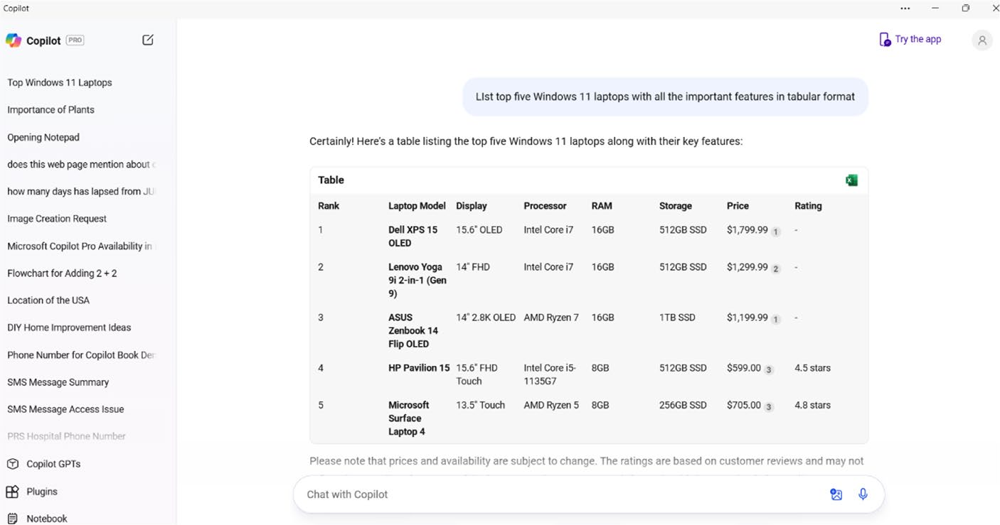 Copilot
Copilot PRO
Try the app
Top Windows 11 Laptops
Importance of Plants
Opening Notepad
does this web page mention about
how many days has lapsed from
Image Creation Request
Microsoft Copilot Pro Availability in
Flowchart for Adding 2 + 2
Location of the USA
DIY Home Improvement Ideas
Phone Number for Copilot Book
SMS Message Summary
SMS Message Access Issue
PRS Hospital Phone Number
Copilot GPTs
Plugins
Notebook
LIst top five Windows 11 laptops with all the important features in tabular format
Certainly! Here's a table listing the top five Windows 11 laptops along with their key features:
Table
Rank Laptop Model Display Processor RAM Storage Price Rating
1 Dell XPS 15 15.6" OLED Intel Core i7 16GB 512GB SSD $1,799.99 1 -
OLED
2 Lenovo Yoga 14" FHD Intel Core i7 16GB 512GB SSD $1,299.99 2 -
9i 2-in-1 (Gen
9)
3 ASUS 14" 2.8K OLED AMD Ryzen 7 16GB 1TB SSD $1,199.99 1 -
Zenbook 14
Flip OLED
4 HP Pavilion 15 15.6" FHD Intel Core i5- 8GB 512GB SSD $599.00 3 4.5 stars
Touch 1135G7
5 Microsoft 13.5" Touch AMD Ryzen 5 8GB 256GB SSD $705.00 3 4.8 stars
Surface
Laptop 4
Please note that prices and availability are subject to change. The ratings are based on customer reviews and may not
Chat with Copilot